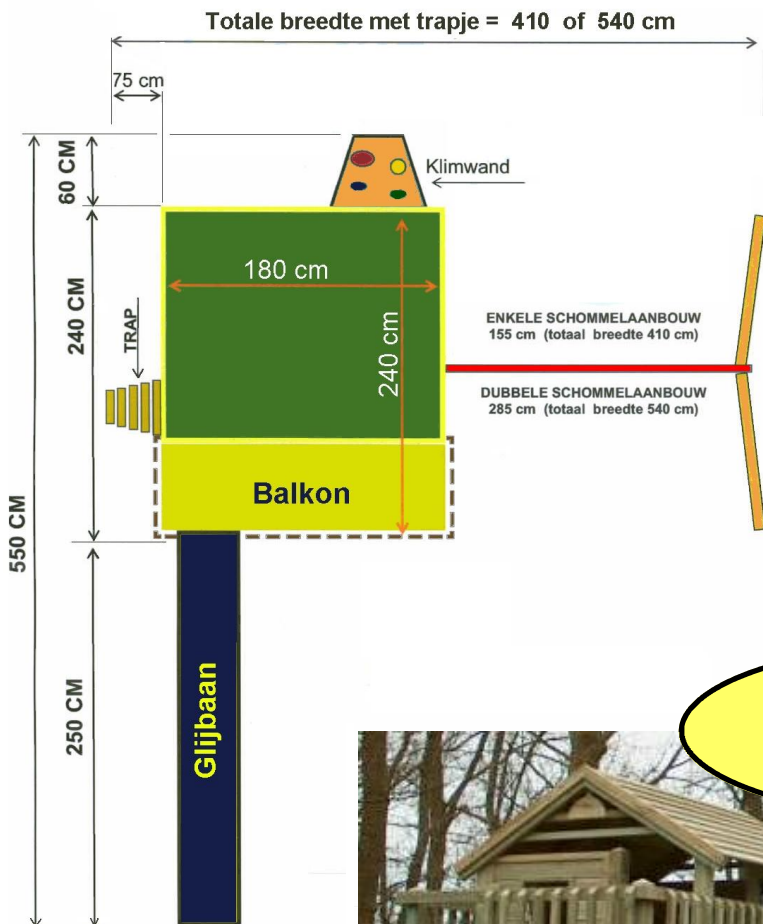 Totale breedte met trapje = 410 of 540 cm
75 cm
60 CM
Klimwand
180 cm
240 CM
240 cm
TRAP
ENKELE SCHOMMELAANBOUW
155 cm (totaal breedte 410 cm)
DUBBELE SCHOMMELAANBOUW
285 cm (totaal breedte 540 cm)
Balkon
550 CM
250 CM
Glijbaan